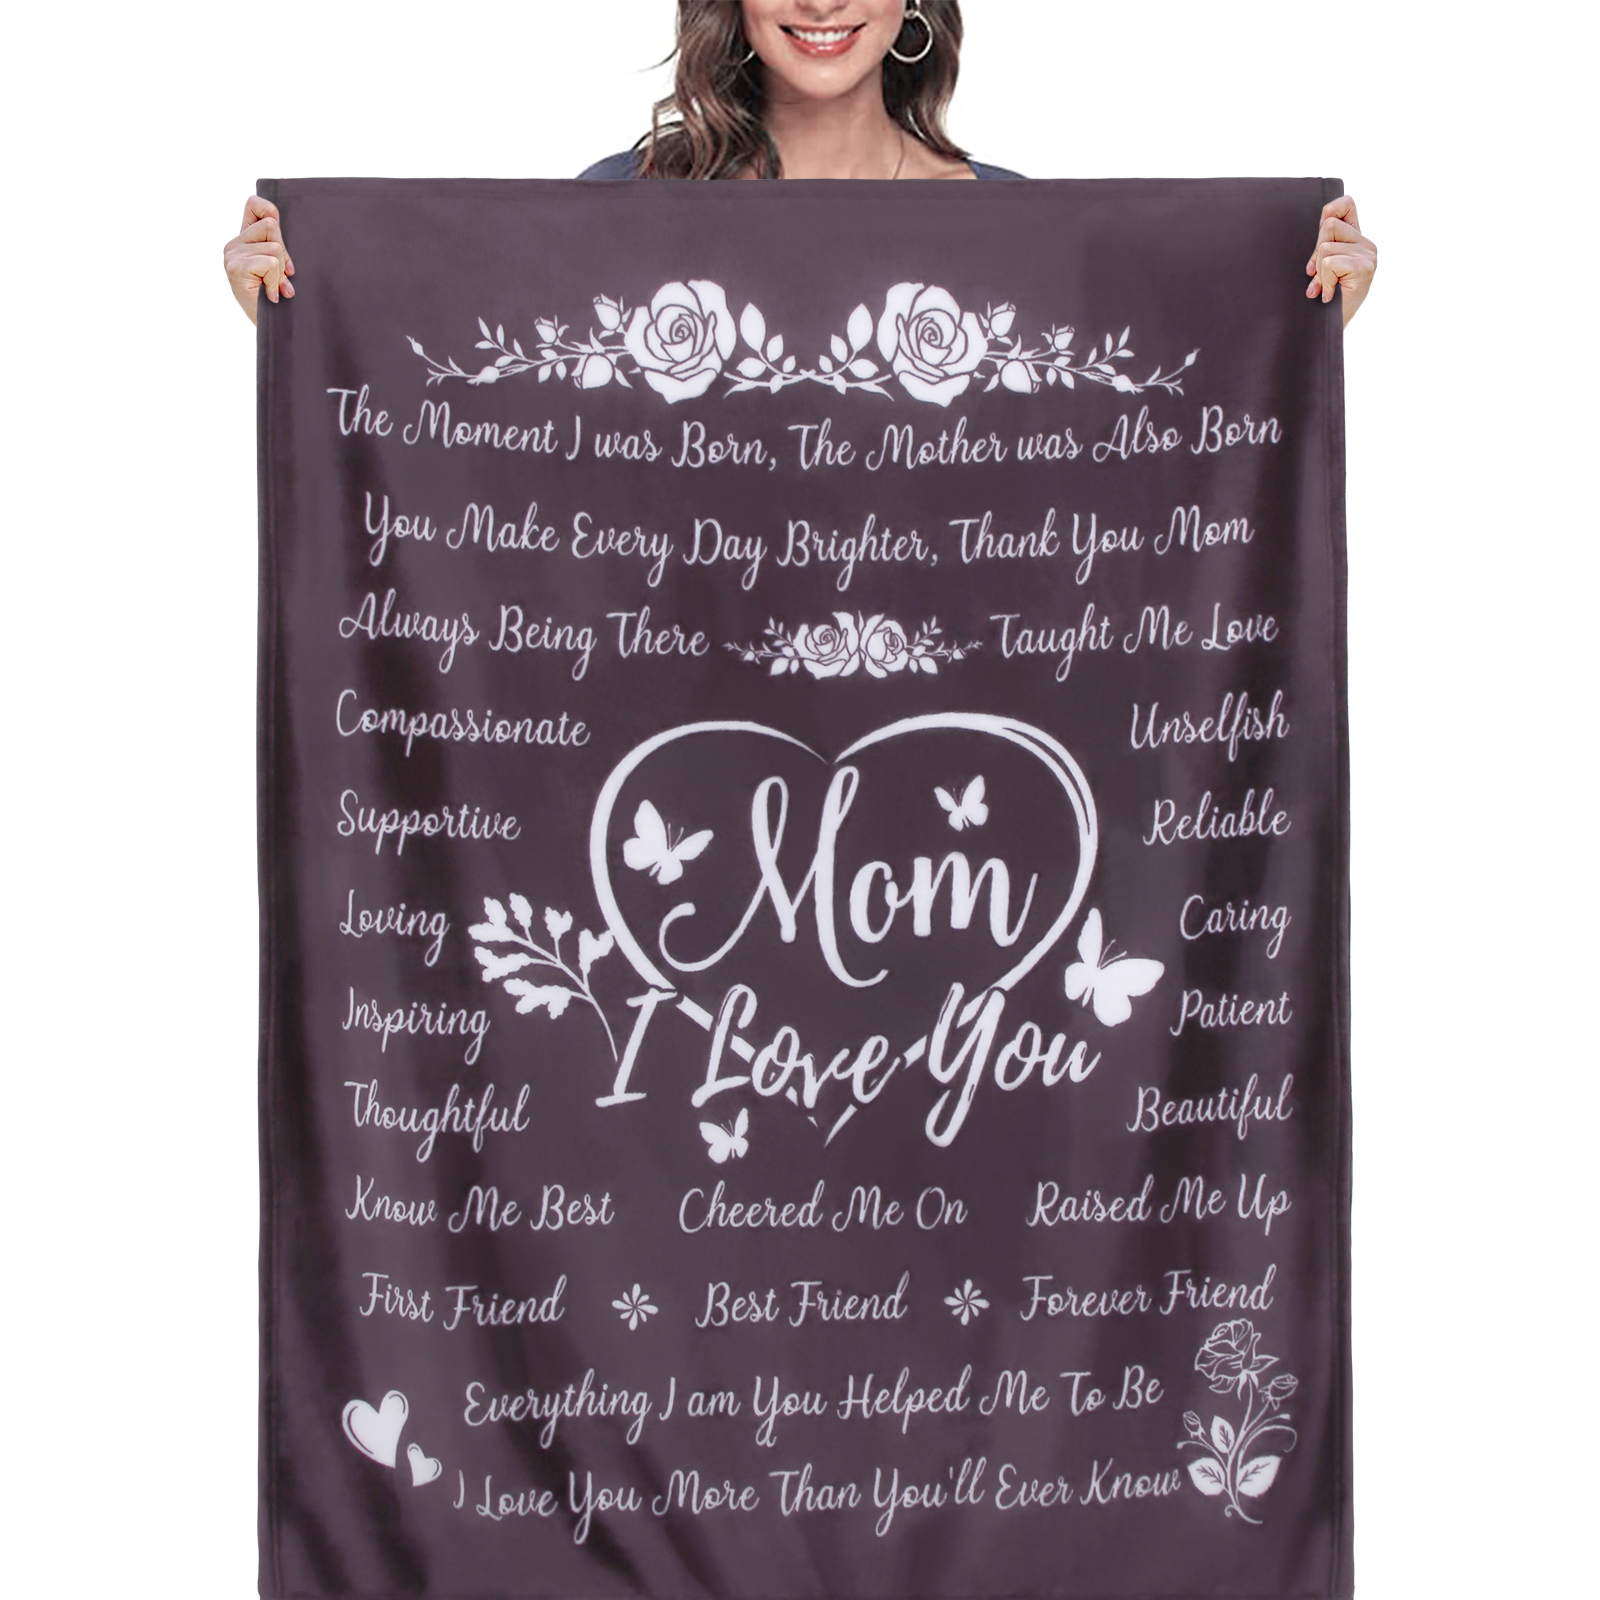 The Moment I was Born, The Mother was Also Born
You Make Every Day Brighter, Thank You Mom
Always Being There Taught Me Love
Compassionate Unselfish
Supportive Reliable
Mom
Loving Caring
Inspiring Patient
I Love You
Thoughtful Beautiful
Know Me Best Cheered Me On Raised Me Up
First Friend Best Friend Forever Friend
Everything I am You Helped Me To Be
I Love You More Than You'll Ever Know